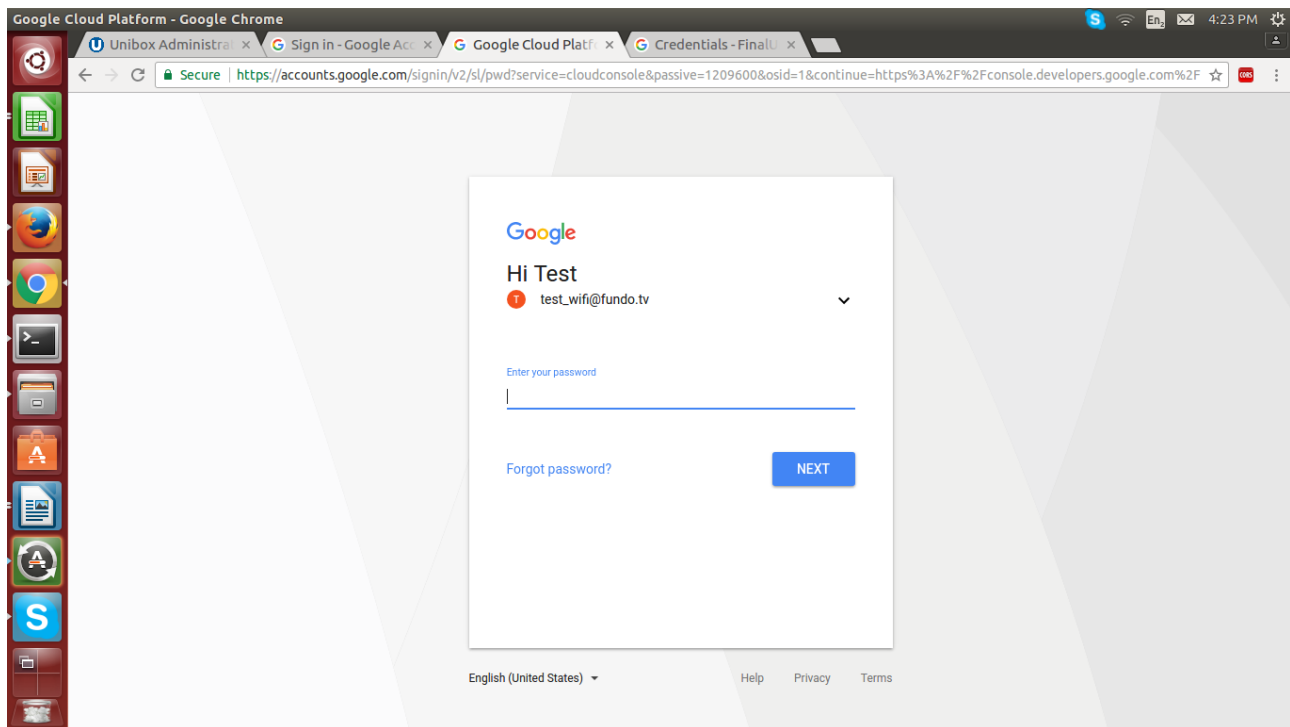 Google Cloud Platform - Google Chrome
En2
4:23 PM
Unibox Administrat
Sign in - Google Acc
Google Cloud Platf
Credentials - FinalU
Secure
https://accounts.google.com/signin/v2/sl/pwd?service=cloudconsole&passive=1209600&osid=1&continue=https%3A%2F%2Fconsole.developers.google.com%2F
CORS
Google
Hi Test
T
test_wifi@fundo.tv
Enter your password
Forgot password?
NEXT
English (United States)
Help
Privacy
Terms